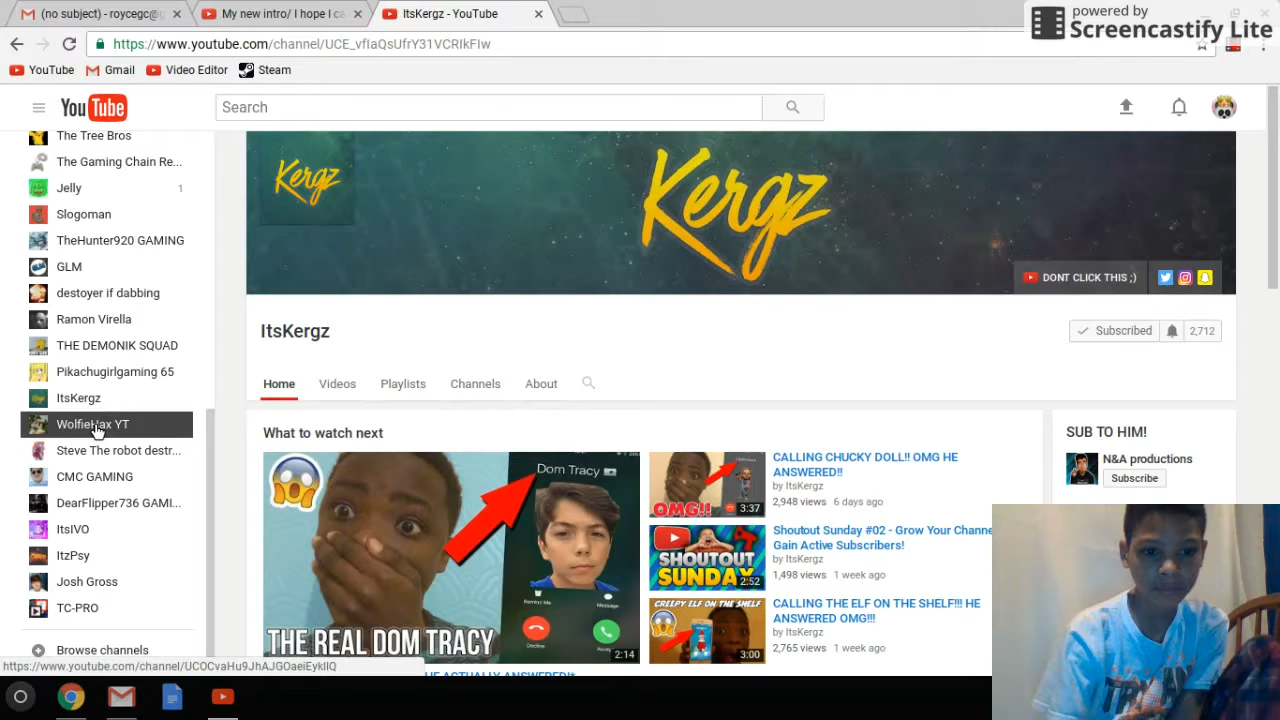 (no subject) - roycegc@g
My new intro/ I hope I c
ItsKergz - YouTube
powered by
Screencastify Lite
https://www.youtube.com/channel/UCE_vfIaQsUfrY31VCRIkFIw
YouTube
Gmail
Video Editor
Steam
YouTube
Search
The Tree Bros
The Gaming Chain Re...
Jelly 1
Slogoman
TheHunter920 GAMING
GLM
destoyer if dabbing
Ramon Virella
THE DEMONIK SQUAD
Pikachugirlgaming 65
ItsKergz
WolfieHax YT
Steve The robot destr...
CMC GAMING
DearFlipper736 GAMI...
ItsIVO
ItzPsy
Josh Gross
TC-PRO
Browse channels
https://www.youtube.com/channel/UCOCvaHu9JhAJGOaeiEykIIQ
Kergz
Kergz
DONT CLICK THIS ;)
ItsKergz
Subscribed 2,712
Home Videos Playlists Channels About
What to watch next
Dom Tracy
Remind Me
Message
Decline
Accept
THE REAL DOM TRACY
2:14
OMG!!
3:37
CALLING CHUCKY DOLL!! OMG HE
ANSWERED!!
by ItsKergz
2,948 views 6 days ago
SHOUTOUT
SUNDAY
2:52
Shoutout Sunday #02 - Grow Your Channe
Gain Active Subscribers!
by ItsKergz
1,498 views 1 week ago
CREEPY ELF ON THE SHELF!!!
3:00
CALLING THE ELF ON THE SHELF!!! HE
ANSWERED OMG!!!
by ItsKergz
2,765 views 1 week ago
SUB TO HIM!
N&A productions
Subscribe